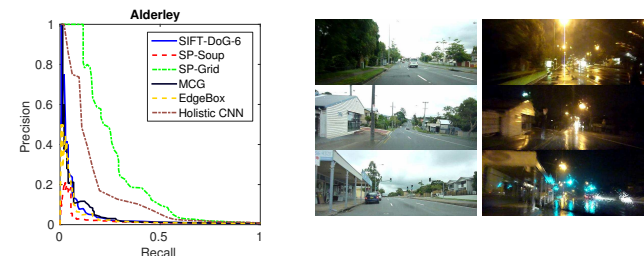 Alderley
Precision
1
0.8
0.6
0.4
0.2
0
SIFT-DoG-6
SP-Soup
SP-Grid
MCG
EdgeBox
Holistic CNN
0
0.5
1
Recall